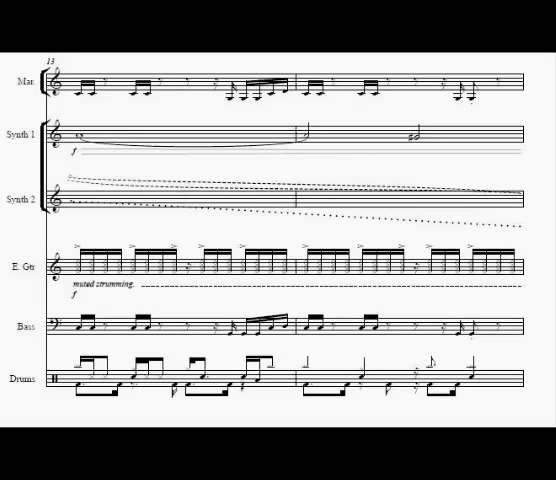 13
Mar.
Synth 1
f
Synth 2
E. Gtr
muted strumming.
f
Bass
Drums